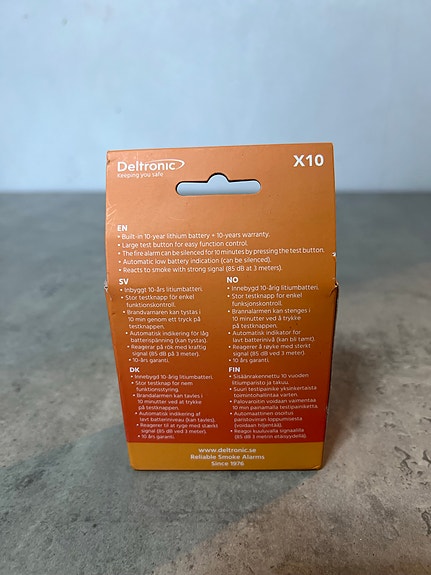 Deltronic
Keeping you safe
X10
EN
• Built-in 10-year lithium battery + 10-years warranty.
• Large test button for easy function control.
• The fire alarm can be silenced for 10 minutes by pressing the test button.
• Automatic low battery indication (can be silenced).
• Reacts to smoke with strong signal (85 dB at 3 meters).
SV
• Inbyggt 10-års litiumbatteri.
• Stor testknapp för enkel
funktionskontroll.
• Brandvarnaren kan tystas i
10 min genom ett tryck på
testknappen.
• Automatisk indikering för låg
batterispänning (kan tystas).
• Reagerar på rök med kraftig
signal (85 dB på 3 meter).
• 10-års garanti.
NO
• Innebygd 10-årig litiumbatteri.
• Stor testknapp for enkel
funksjonskontroll.
• Brannalarmen kan stenges i
10 minutter ved å trykke
på testknappen.
• Automatisk indikator for
lavt batterinivå (kan bli tømt)
• Reagerer å røyke med sterkt
signal (85 dB ved 3 meter).
• 10 års garanti.
DK
• Innebygd 10-årig litiumbatteri.
• Stor testknap for nem
funktionsstyring.
• Brandalarmen kan tavles i
10 minutter ved at trykke
på testknappen.
• Automatisk indikering af
lavt batteriniveau (kan tavles).
• Reagerer til at ryge med stærkt
signal (85 dB ved 3 meter).
• 10 års garanti.
FIN
• Sisäänrakennettu 10 vuoden
litiumparisto ja takuu.
• Suuri testipainike yksinkertaista
toimintohallintaa varten.
• Palovaroitin voidaan vaimentaa
10 min painamalla testipainiketta.
• Automaattinen osoitus
paristovirran loppumisesta
(voidaan hiljentää).
• Reagoi kuuluvalla signaalilla
(85 dB 3 metrin etäisyydellä).
www.deltronic.se
Reliable Smoke Alarms
Since 1976